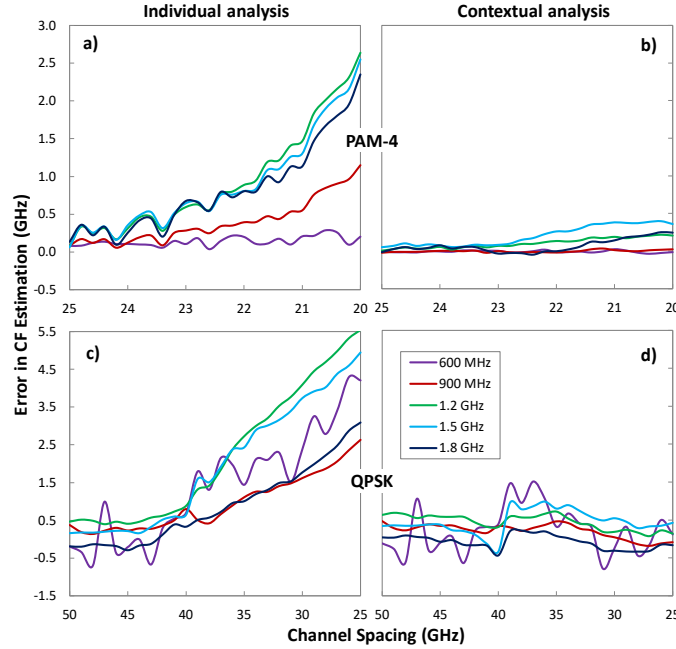 Individual analysis
Contextual analysis
a)
b)
3.0
2.5
2.0
1.5
1.0
0.5
0.0
-0.5
25 24 23 22 21 20
25 24 23 22 21 20
PAM-4
Error in CF Estimation (GHz)
c)
d)
5.5
4.5
3.5
2.5
1.5
0.5
-0.5
-1.5
600 MHz
900 MHz
1.2 GHz
1.5 GHz
1.8 GHz
QPSK
50 45 40 35 30 25
50 45 40 35 30 25
Channel Spacing (GHz)